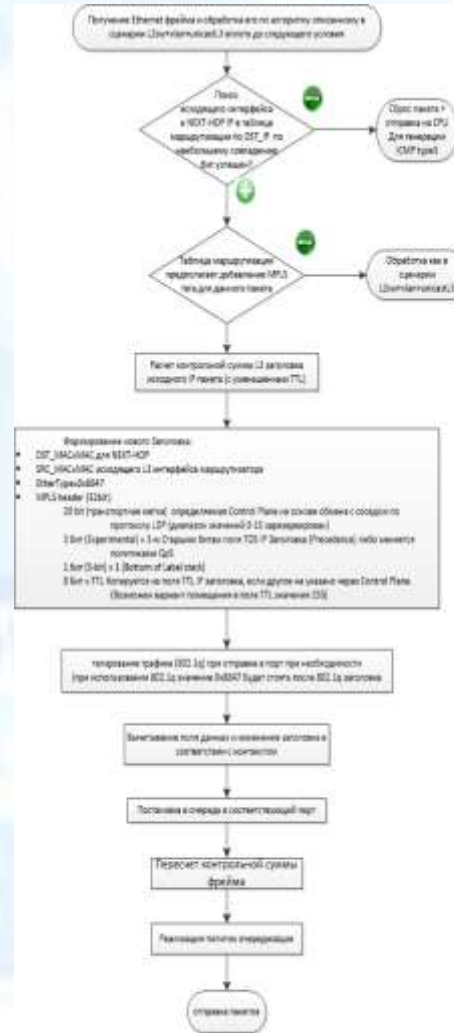 Получение Ethernet фрейма и обработка его по алгоритму описанному в
сценарии вплоть до следующего условия
Поиск
исходящего интерфейса
и NEXT-HOP IP в таблице
маршрутизации по DST_IP по
наибольшему совпадению
бит успешен?
Сброс пакета +
отправка на CPU
Для генерации
ICMP type3
Таблица маршрутизации
предполагает добавление MPLS
тега для данного пакета
Обработка как в
сценарии
Расчет контрольной суммы L3 заголовка
исходного IP пакета (с уменьшенным TTL)
Формирование нового Заголовка:
DST_MAC=MAC для NEXT-HOP
SRC_MAC=MAC исходящего L3 интерфейса маршрутизатора
EtherType=0x8847
MPLS header (32bit):
20 bit (транспортная метка) определяемая Control Plane на основе обмена с соседом по
протоколу LDP (диапазон значений 0-15 зарезервирован)
3 бит (Experimental) = 3-м Старшим битам поля TOS IP Заголовка (Precedence) либо меняется
политиками QoS
1 бит (S-bit) = 1 (Bottom of Label stack)
8 бит = TTL Копируется из поля TTL IP заголовка, если другое не указано через Control Plane
(Возможен вариант помещения в поле TTL значения 255)
тегирование трафика (802.1q) при отправке в порт при необходимости
(при использовании 802.1q значение 0x8847 будет стоять после 802.1q заголовка
Вычитывание поля данных и изменение заголовка в
соответствии с контекстом
Постановка в очередь в соответствующий порт
Пересчет контрольной суммы
фрейма
Реализация политик очередизации
отправка пакетов